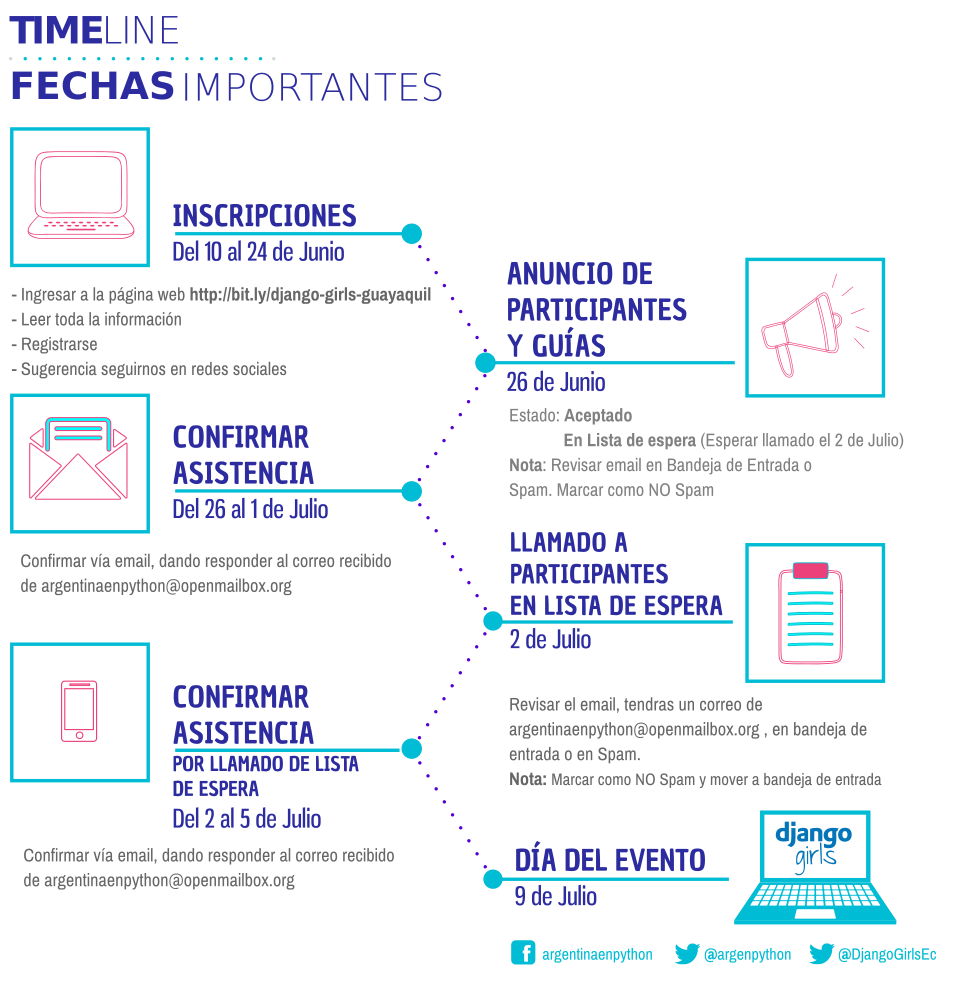 TIMELINE
FECHAS IMPORTANTES
INSCRIPCIONES
Del 10 al 24 de Junio
- Ingresar a la página web http://bit.ly/django-girls-guayaquil
- Leer toda la información
- Registrarse
- Sugerencia seguirnos en redes sociales
ANUNCIO DE
PARTICIPANTES
Y GUÍAS
26 de Junio
Estado: Aceptado
En Lista de espera (Esperar llamado el 2 de Julio)
Nota: Revisar email en Bandeja de Entrada o
Spam. Marcar como NO Spam
CONFIRMAR
ASISTENCIA
Del 26 al 1 de Julio
Confirmar vía email, dando responder al correo recibido
de argentinaenpython@openmailbox.org
LLAMADO A
PARTICIPANTES
EN LISTA DE ESPERA
2 de Julio
Revisar el email, tendras un correo de
argentinaenpython@openmailbox.org , en bandeja de
entrada o en Spam.
Nota: Marcar como NO Spam y mover a bandeja de entrada
CONFIRMAR
ASISTENCIA
POR LLAMADO DE LISTA
DE ESPERA
Del 2 al 5 de Julio
Confirmar vía email, dando responder al correo recibido
de argentinaenpython@openmailbox.org
DÍA DEL EVENTO
9 de Julio
django
girls
argentinaenpython @argenpython @DjangoGirlsEc